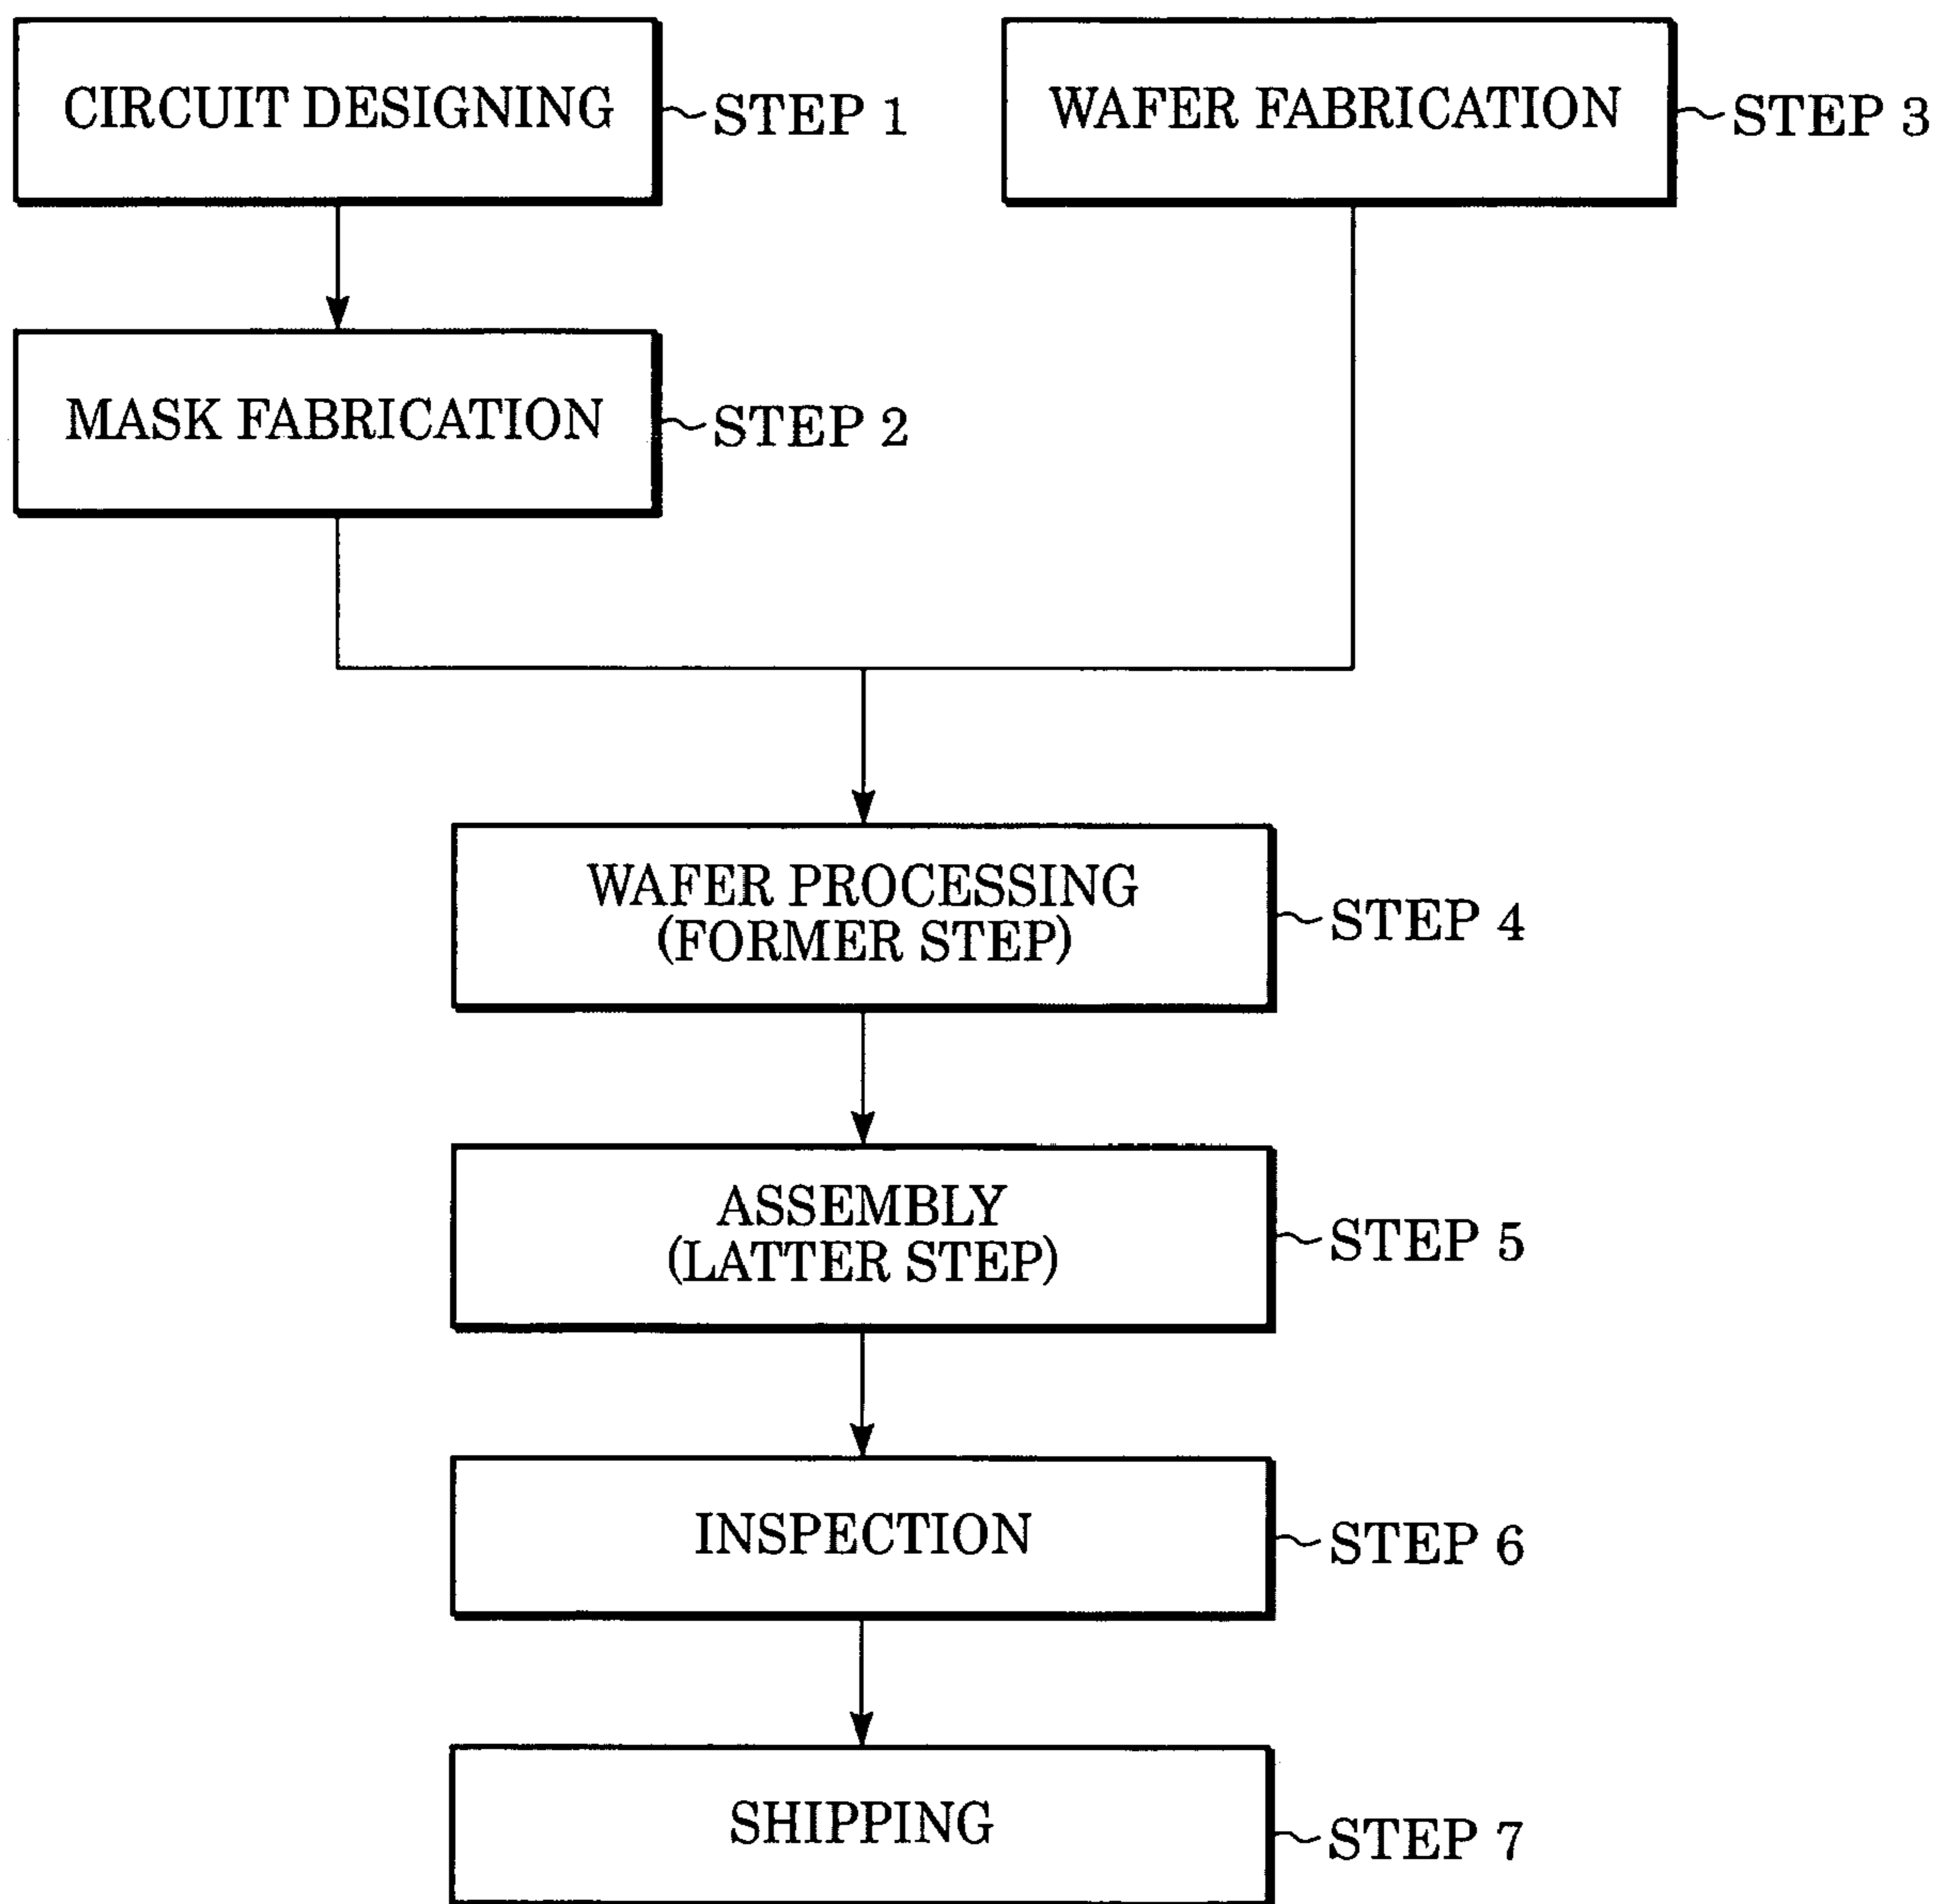 CIRCUIT DESIGNING
STEP 1
WAFER FABRICATION
STEP 3
MASK FABRICATION
STEP 2
WAFER PROCESSING
(FORMER STEP)
STEP 4
ASSEMBLY
(LATTER STEP)
STEP 5
INSPECTION
STEP 6
SHIPPING
STEP 7